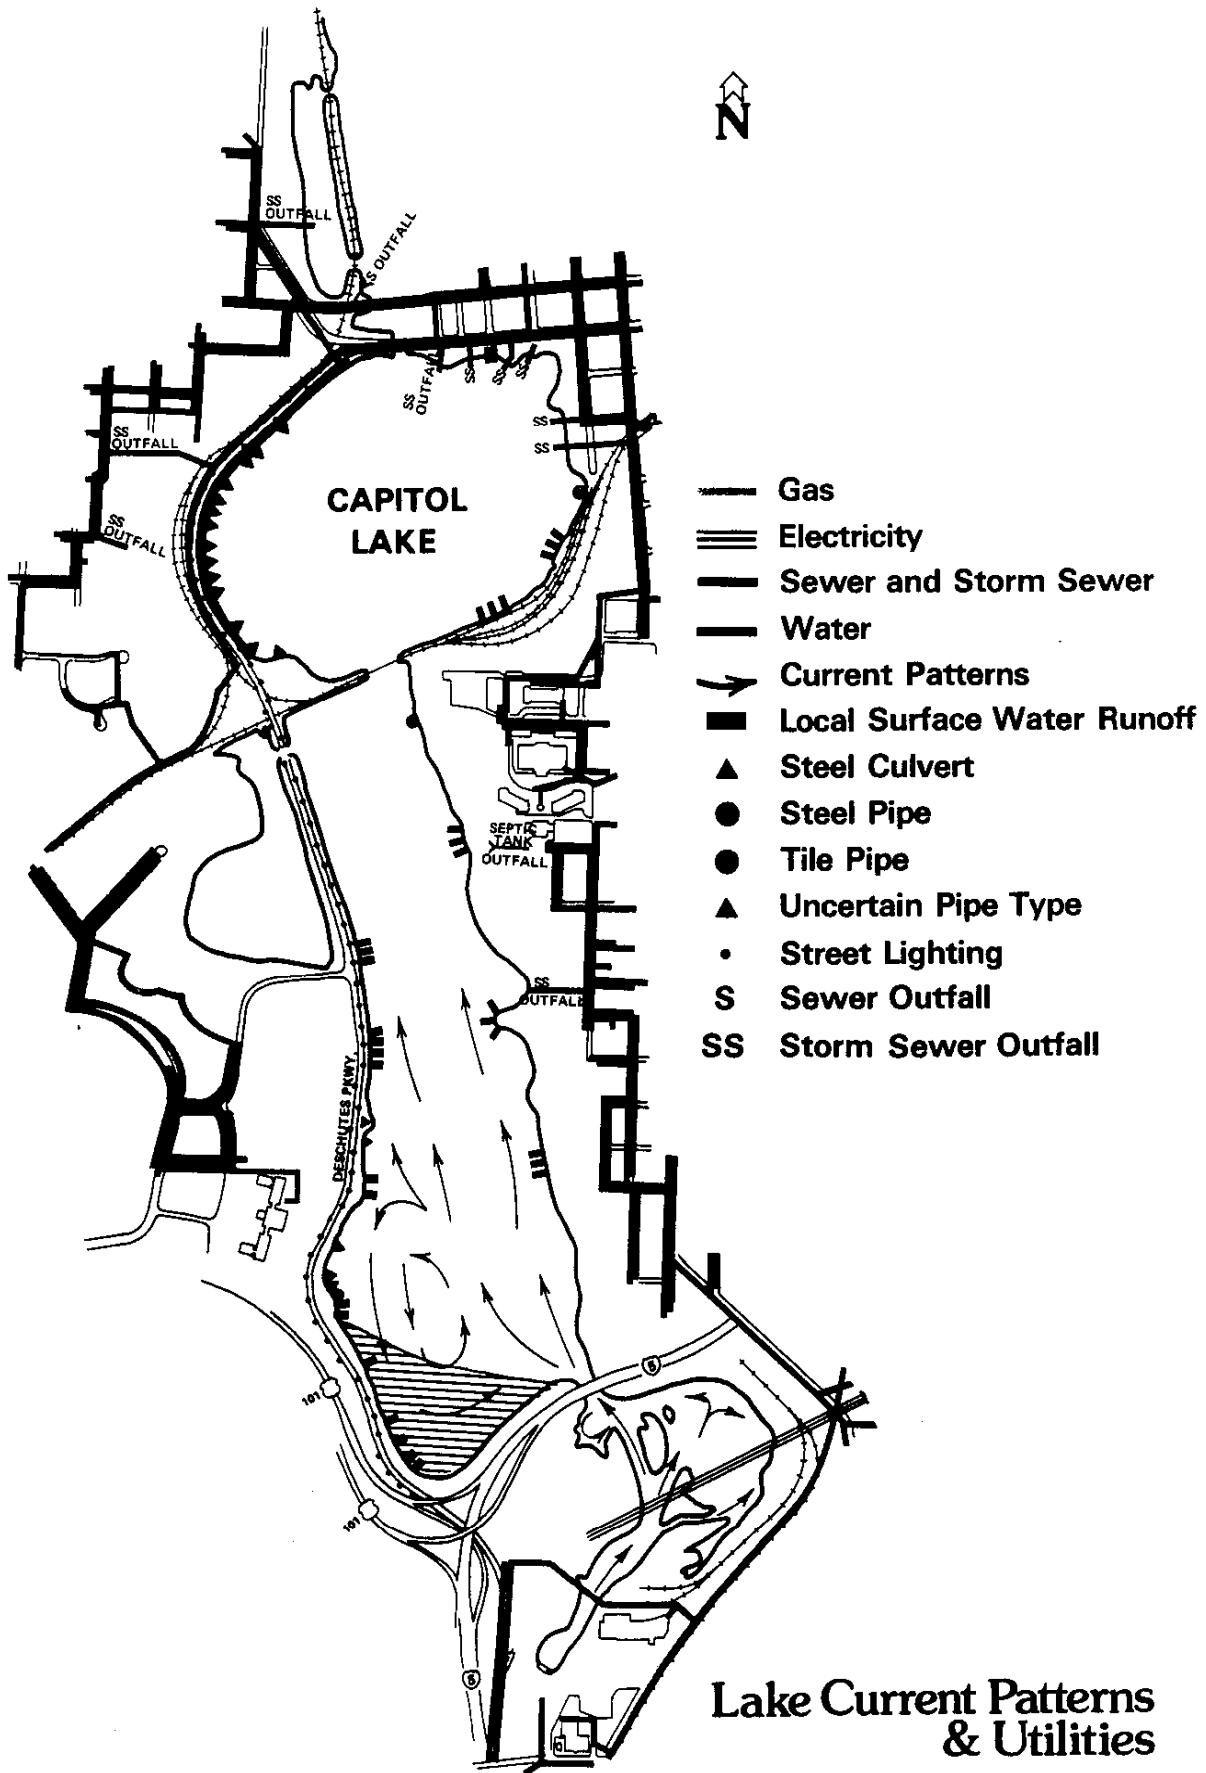 N
SS
OUTFALL
S OUTFALL
SS
OUTFALL
SS
SS
SS
SS
SS
SS
OUTFALL
SS
OUTFALL
CAPITOL
LAKE
Gas
Electricity
Sewer and Storm Sewer
Water
Current Patterns
Local Surface Water Runoff
Steel Culvert
Steel Pipe
Tile Pipe
Uncertain Pipe Type
Street Lighting
S Sewer Outfall
SS Storm Sewer Outfall
SEPTIC
TANK
OUTFALL
SS
OUTFALL
DESCHUTES PKWY
5
101
101
5
Lake Current Patterns
& Utilities